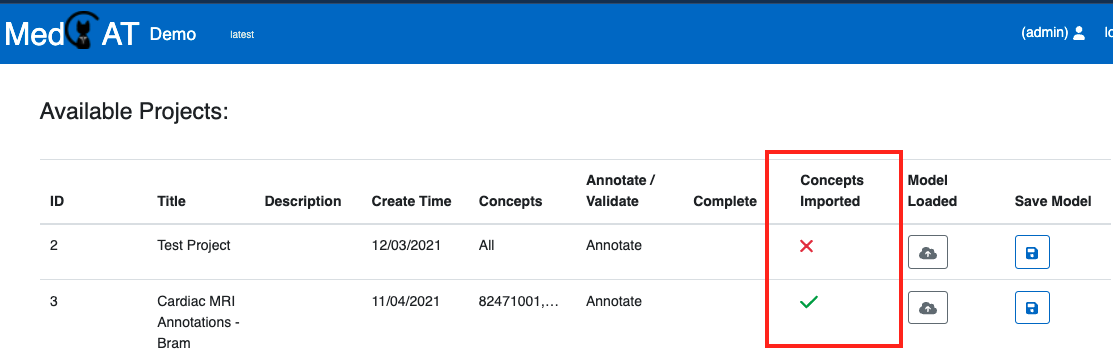 MedCAT Demo latest (admin)
Available Projects:
ID Title Description Create Time Concepts Annotate / Validate Complete Concepts Imported Model Loaded Save Model
2 Test Project 12/03/2021 All Annotate
3 Cardiac MRI Annotations - Bram 11/04/2021 82471001,... Annotate